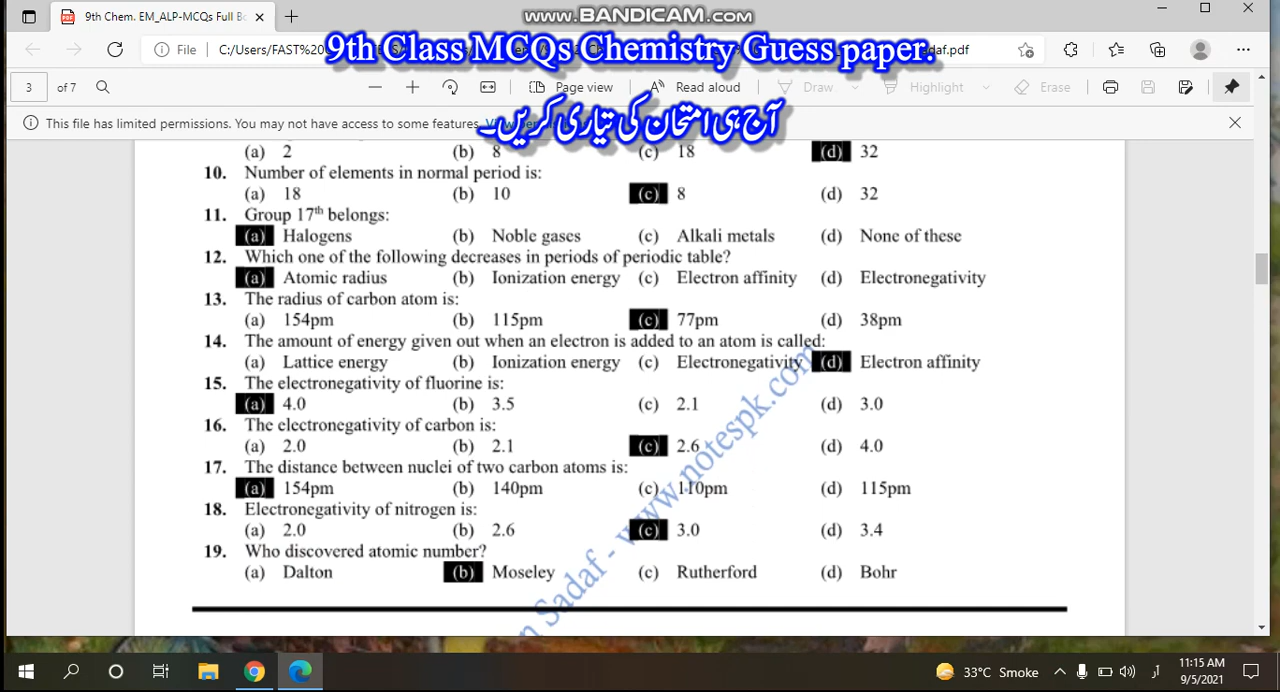 www.BANDICAM.com
9th Chem. EM_ALP-MCQs Full Bo
File C:/Users/FAST% adaf.pdf
9th Class MCQs Chemistry Guess paper.
3 of 7 Page view Read aloud Draw Highlight Erase
آج ہی امتحان کی تیاری کریں۔
This file has limited permissions. You may not have access to some features.
(a) 2 (b) 8 (c) 18 (d) 32
10. Number of elements in normal period is:
(a) 18 (b) 10 (c) 8 (d) 32
11. Group 17th belongs:
(a) Halogens (b) Noble gases (c) Alkali metals (d) None of these
12. Which one of the following decreases in periods of periodic table?
(a) Atomic radius (b) Ionization energy (c) Electron affinity (d) Electronegativity
13. The radius of carbon atom is:
(a) 154pm (b) 115pm (c) 77pm (d) 38pm
14. The amount of energy given out when an electron is added to an atom is called:
(a) Lattice energy (b) Ionization energy (c) Electronegativity (d) Electron affinity
15. The electronegativity of fluorine is:
(a) 4.0 (b) 3.5 (c) 2.1 (d) 3.0
16. The electronegativity of carbon is:
(a) 2.0 (b) 2.1 (c) 2.6 (d) 4.0
17. The distance between nuclei of two carbon atoms is:
(a) 154pm (b) 140pm (c) 110pm (d) 115pm
18. Electronegativity of nitrogen is:
(a) 2.0 (b) 2.6 (c) 3.0 (d) 3.4
19. Who discovered atomic number?
(a) Dalton (b) Moseley (c) Rutherford (d) Bohr
n Sadaf - www.notespk.com
33°C Smoke 11:15 AM
9/5/2021